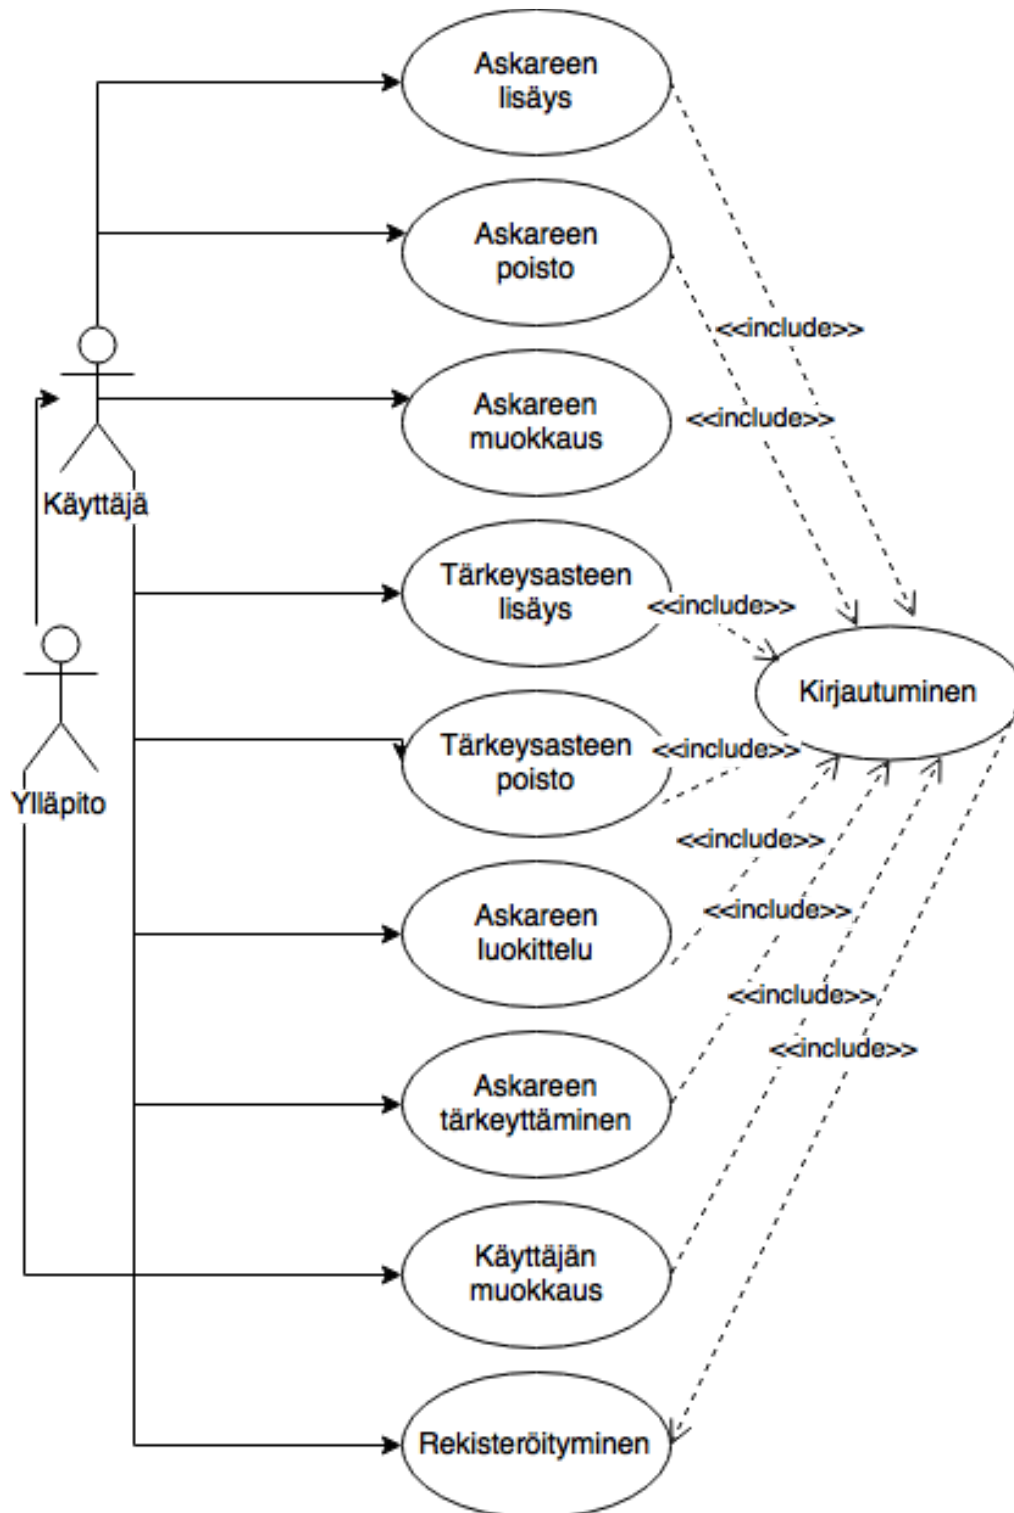 Askareen
lisäys
Askareen
poisto
<<include>>
Askareen
muokkaus
<<include>>
Käyttäjä
Tärkeysasteen
lisäys
<<include>>
Kirjautuminen
Tärkeysasteen
poisto
<<include>>
Ylläpito
<<include>>
Askareen
luokittelu
<<include>>
<<include>>
<<include>>
Askareen
tärkeyttäminen
Käyttäjän
muokkaus
Rekisteröityminen